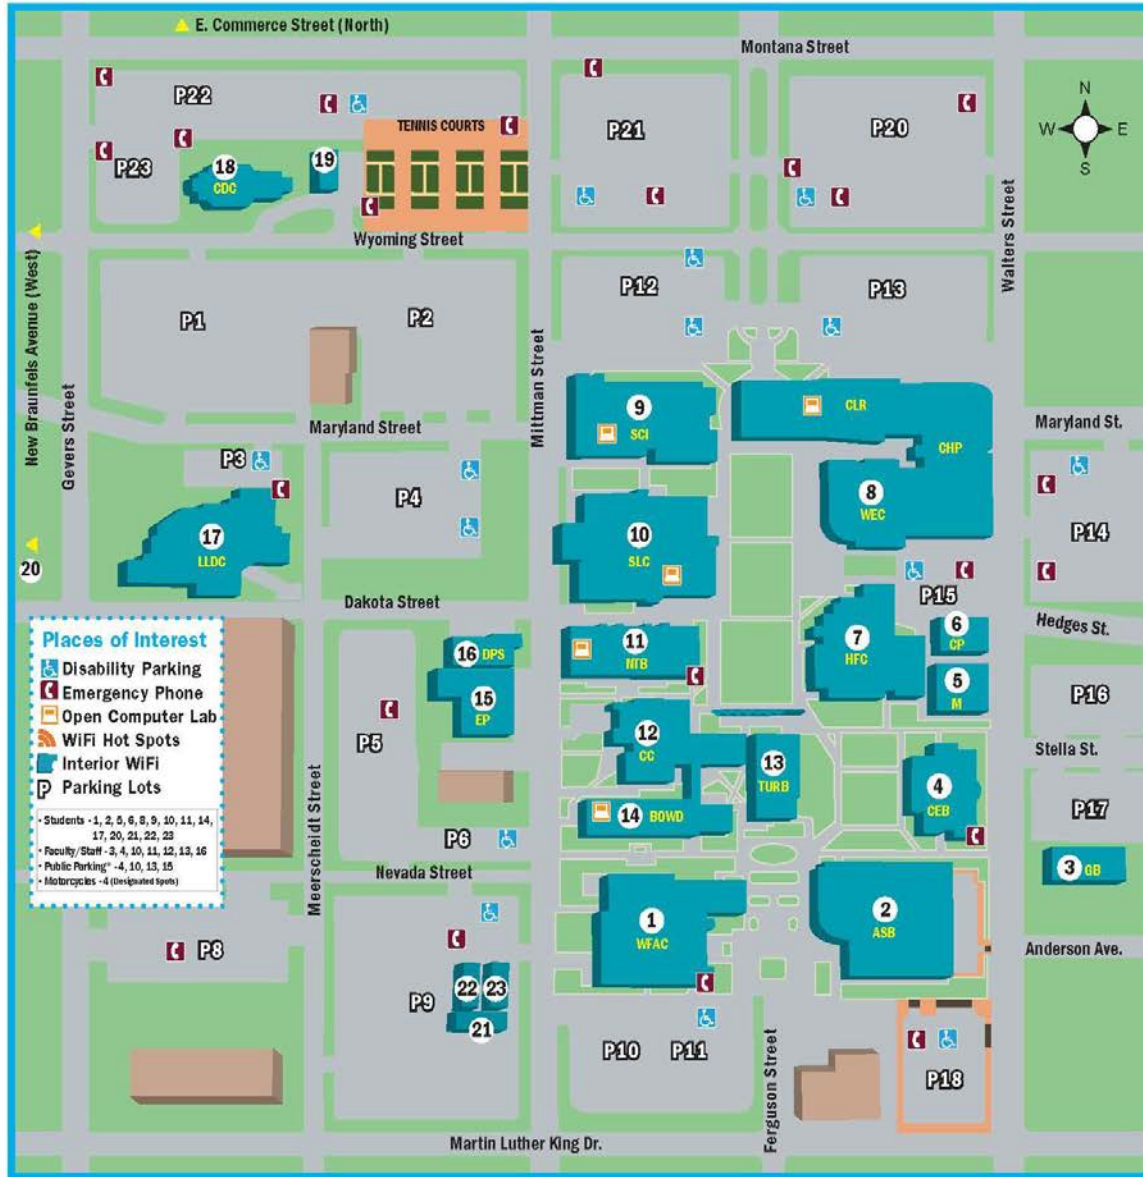 E. Commerce Street (North)
Montana Street
N
W E
S
P22
TENNIS COURTS
P21
P20
P23
18
CDC
19
Wyoming Street
New Braunfels Avenue (West)
Gevers Street
Mittman Street
Walters Street
P1
P2
P12
P13
Maryland Street
Maryland St.
9
SCI
CLR
CHP
P3
P4
8
WEC
P14
17
LLDC
10
SLC
20
P15
Dakota Street
Hedges St.
16 DPS
15
EP
11
NTB
7
HFC
6
CP
5
M
P16
P5
12
CC
13
TURB
4
CEB
Stella St.
P17
14 BOWD
P6
Nevada Street
3 GB
Meerscheidt Street
1
WFAC
2
ASB
Anderson Ave.
P8
P9
22 23
21
P10 P11
Ferguson Street
P18
Martin Luther King Dr.
Places of Interest
Disability Parking
Emergency Phone
Open Computer Lab
WiFi Hot Spots
Interior WiFi
P Parking Lots
• Students - 1, 2, 5, 6, 8, 9, 10, 11, 14,
17, 20, 21, 22, 23
• Faculty/Staff - 3, 4, 10, 11, 12, 13, 16
• Public Parking* - 4, 10, 13, 15
• Motorcycles - 4 (Designated Spots)